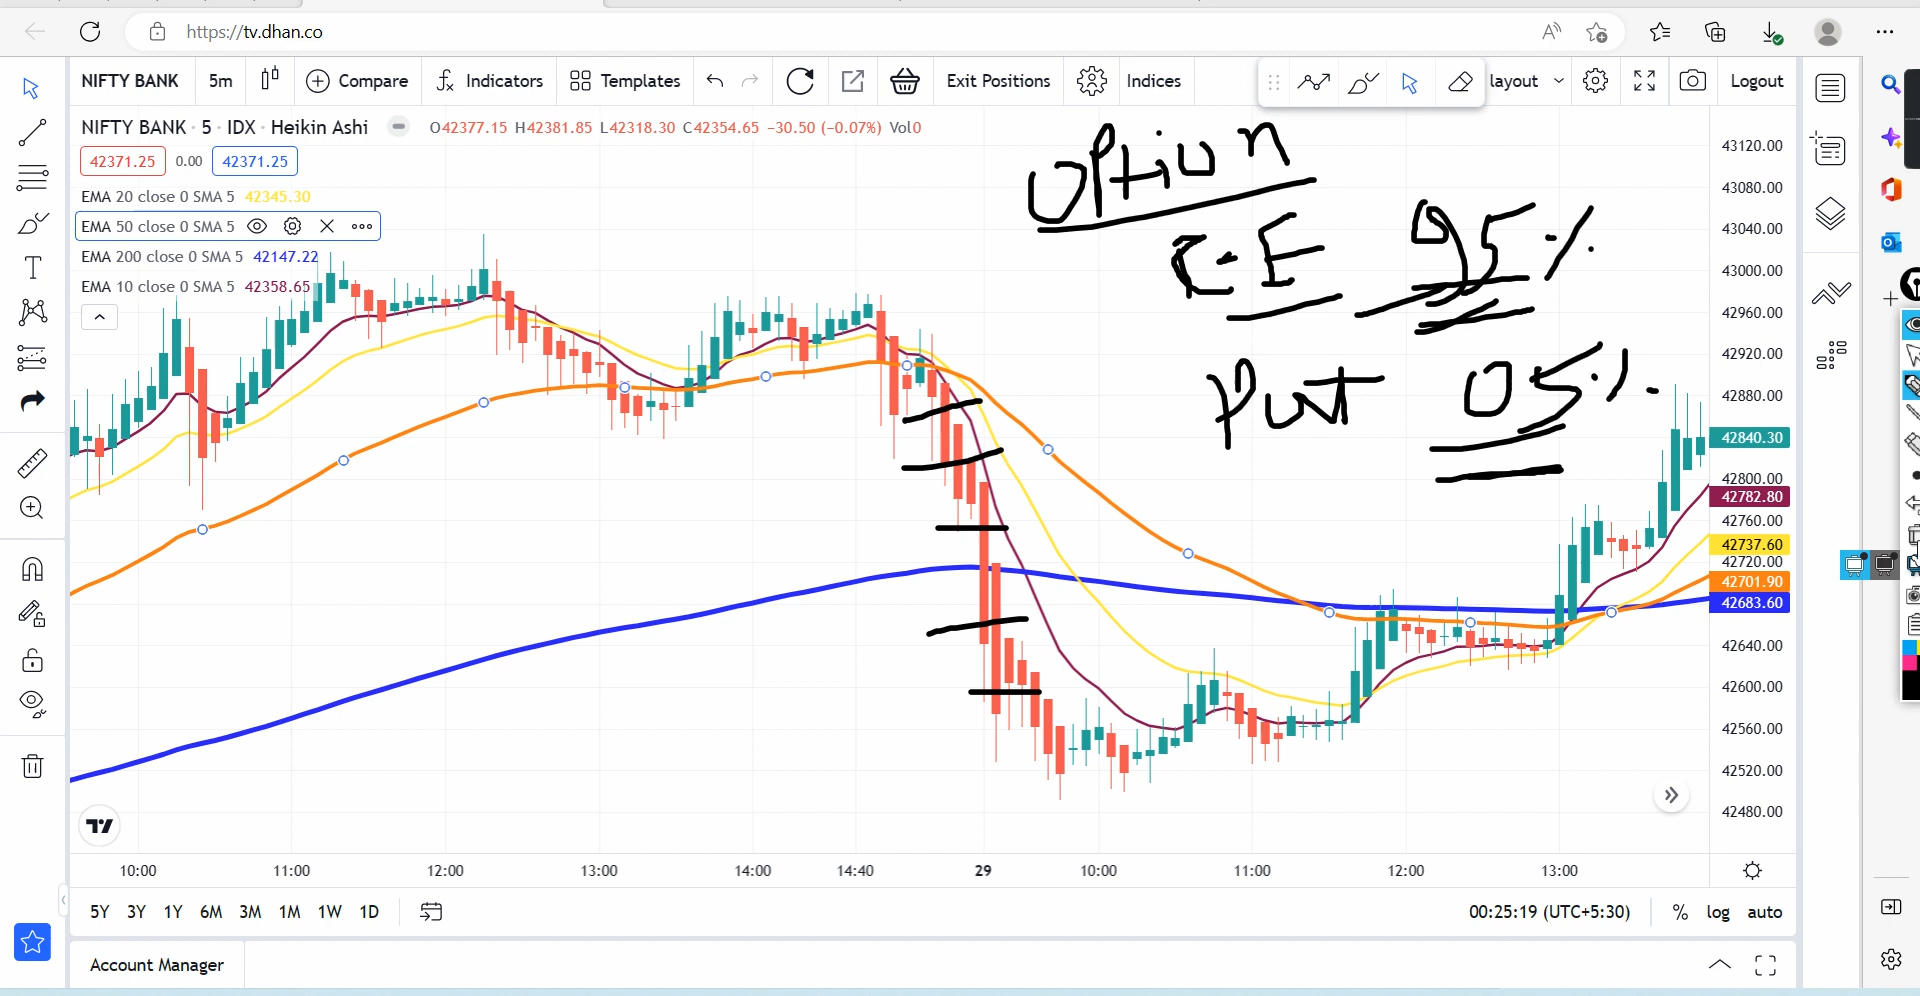 https://tv.dhan.co
NIFTY BANK 5m Compare Indicators Templates Exit Positions Indices layout Logout
NIFTY BANK · 5 · IDX · Heikin Ashi O42377.15 H42381.85 L42318.30 C42354.65 −30.50 (−0.07%) Vol0
42371.25 0.00 42371.25
EMA 20 close 0 SMA 5 42345.30
EMA 50 close 0 SMA 5
EMA 200 close 0 SMA 5 42147.22
EMA 10 close 0 SMA 5 42358.65
Option
C-E 95%
Put 05%.
43120.00
43080.00
43040.00
43000.00
42960.00
42920.00
42880.00
42840.30
42800.00
42782.80
42760.00
42737.60
42720.00
42701.90
42683.60
42640.00
42600.00
42560.00
42520.00
42480.00
10:00 11:00 12:00 13:00 14:00 14:40 29 10:00 11:00 12:00 13:00
5Y 3Y 1Y 6M 3M 1M 1W 1D 00:25:19 (UTC+5:30) % log auto
Account Manager